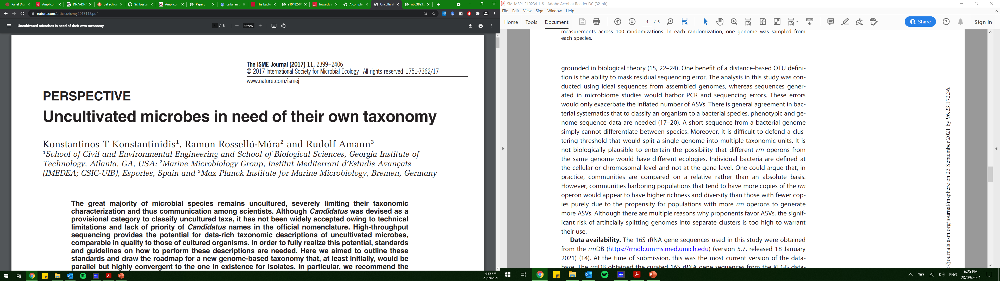 Panel Disc
Amplicon
DNA–DNA
pat schlos
SchlossLa
Amplicon
Papers
callahan p
The bacte
s10482-01
Towards a
A comple
Uncultivat
nbt.3893.p
nature.com/articles/ismej2017113.pdf
Uncultivated microbes in need of their own taxonomy
1 / 8
229%
The ISME Journal (2017) 11, 2399–2406
© 2017 International Society for Microbial Ecology All rights reserved 1751-7362/17
www.nature.com/ismej
PERSPECTIVE
Uncultivated microbes in need of their own taxonomy
Konstantinos T Konstantinidis¹, Ramon Rosselló-Móra² and Rudolf Amann³
¹School of Civil and Environmental Engineering and School of Biological Sciences, Georgia Institute of
Technology, Atlanta, GA, USA; ²Marine Microbiology Group, Institut Mediterrani d’Estudis Avançats
(IMEDEA; CSIC-UIB), Esporles, Spain and ³Max Planck Institute for Marine Microbiology, Bremen, Germany
The great majority of microbial species remains uncultured, severely limiting their taxonomic
characterization and thus communication among scientists. Although Candidatus was devised as a
provisional category to classify uncultured taxa, it has not been widely accepted owing to technical
limitations and lack of priority of Candidatus names in the official nomenclature. High-throughput
sequencing provides the potential for data-rich taxonomic descriptions of uncultivated microbes,
comparable in quality to those of cultured organisms. In order to fully realize this potential, standards
and guidelines on how to perform these descriptions are needed. Here we aimed to outline these
standards and draw the roadmap for a new genome-based taxonomy that, at least initially, would be
parallel but highly convergent to the one in existence for isolates. In particular, we recommend the
6:25 PM
23/09/2021
SM-MSPH210234 1.6 - Adobe Acrobat Reader DC (32-bit)
File Edit View Sign Window Help
Home Tools Document
4 / 6
Share
Sign In
measurements across 100 randomizations. In each randomization, one genome was sampled from
each species.
grounded in biological theory (15, 22–24). One benefit of a distance-based OTU defini-
tion is the ability to mask residual sequencing error. The analysis in this study was con-
ducted using ideal sequences from assembled genomes, whereas sequences gener-
ated in microbiome studies would harbor PCR and sequencing errors. These errors
would only exacerbate the inflated number of ASVs. There is general agreement in bac-
terial systematics that to classify an organism to a bacterial species, phenotypic and ge-
nome sequence data are needed (17–20). A short sequence from a bacterial genome
simply cannot differentiate between species. Moreover, it is difficult to defend a clus-
tering threshold that would split a single genome into multiple taxonomic units. It is
not biologically plausible to entertain the possibility that different rrn operons from
the same genome would have different ecologies. Individual bacteria are defined at
the cellular or chromosomal level and not at the gene level. One could argue that, in
practice, communities are compared on a relative rather than an absolute basis.
However, communities harboring populations that tend to have more copies of the rrn
operon would appear to have higher richness and diversity than those with fewer cop-
ies purely due to the propensity for populations with more rrn operons to generate
more ASVs. Although there are multiple reasons why proponents favor ASVs, the signif-
icant risk of artificially splitting genomes into separate clusters is too high to warrant
their use.
Data availability. The 16S rRNA gene sequences used in this study were obtained
from the rrnDB (https://rrndb.umms.med.umich.edu) (version 5.7, released 18 January
2021) (14). At the time of submission, this was the most current version of the data-
base. The rrnDB obtained the curated 16S rRNA gene sequences from the KEGG data-
://journals.asm.org/journal/msphere on 23 September 2021 by 96.23.172.36.
ENG
6:25 PM
23/09/2021